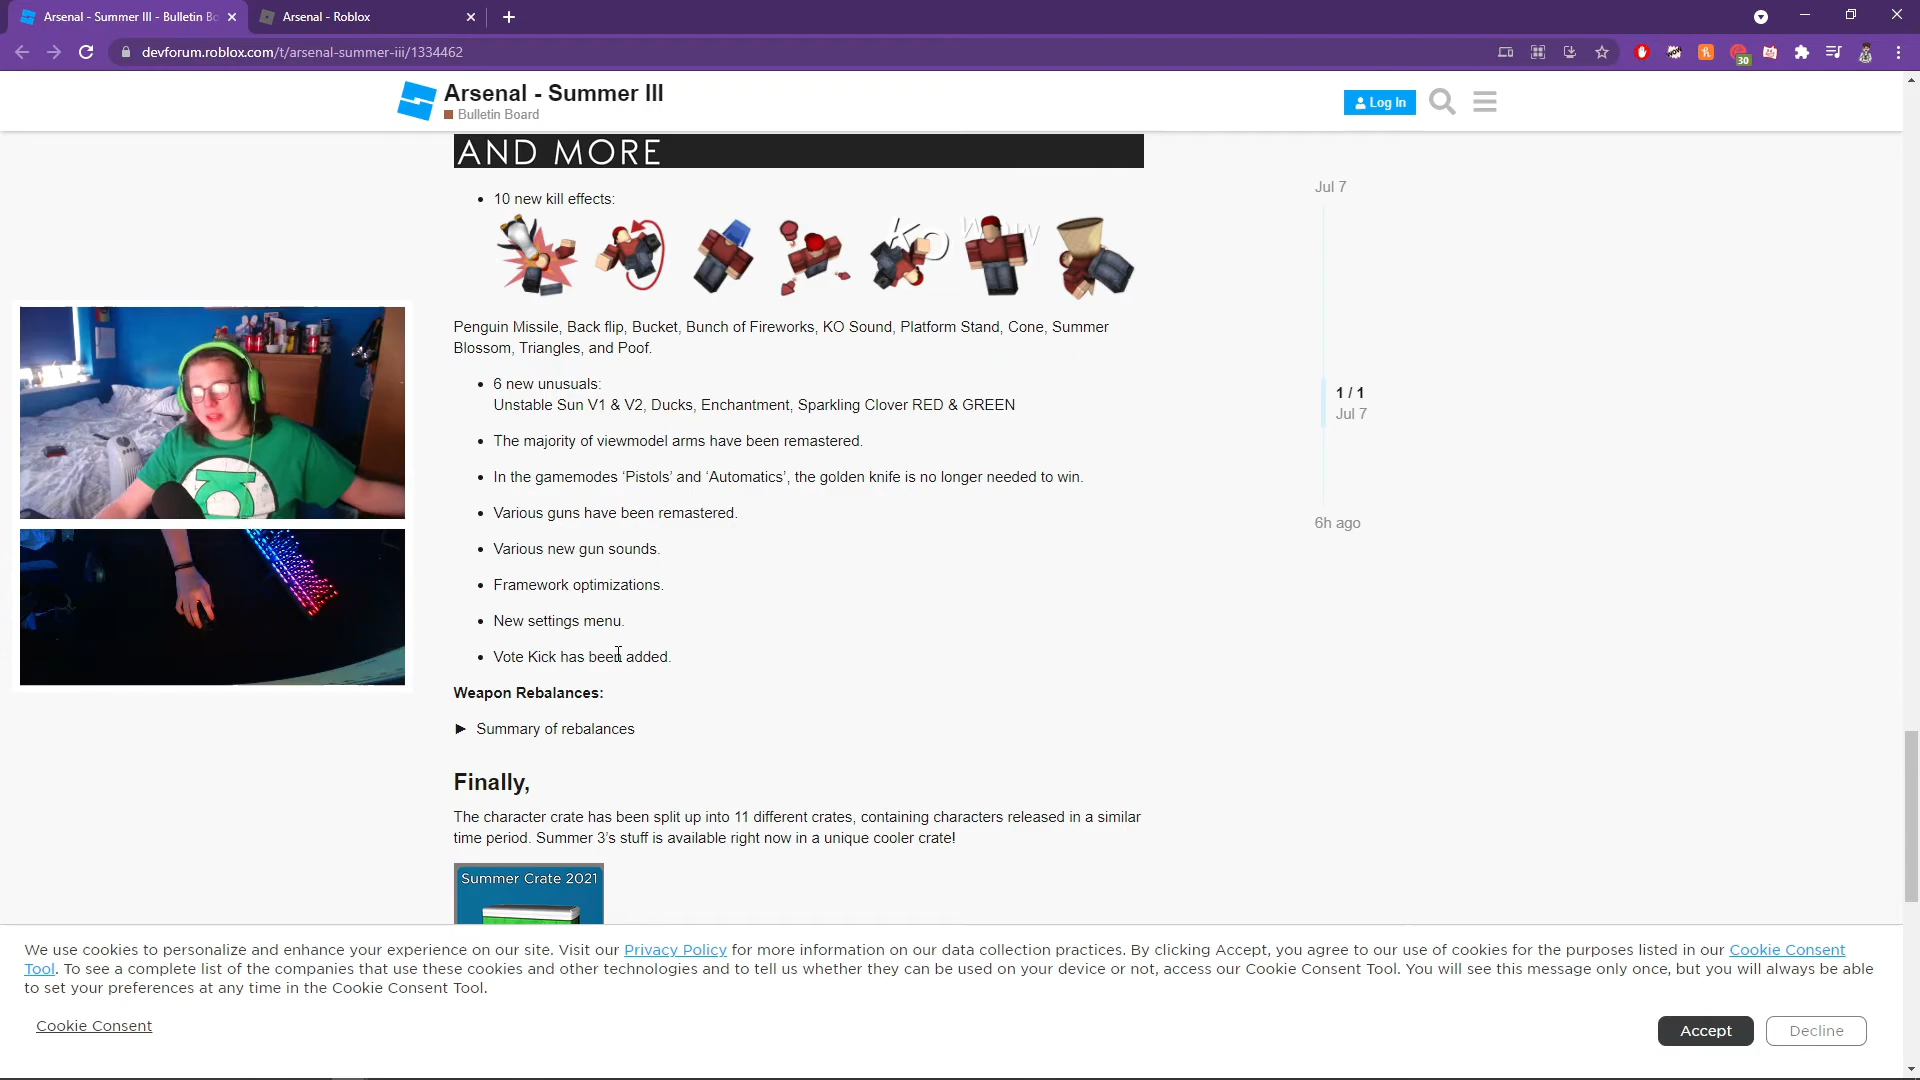 Arsenal - Summer III - Bulletin Bo
Arsenal - Roblox
devforum.roblox.com/t/arsenal-summer-iii/1334462
30
Arsenal - Summer III
Bulletin Board
Log In
AND MORE
Jul 7
10 new kill effects:
KO
Wow
Penguin Missile, Back flip, Bucket, Bunch of Fireworks, KO Sound, Platform Stand, Cone, Summer
Blossom, Triangles, and Poof.
6 new unusuals:
Unstable Sun V1 & V2, Ducks, Enchantment, Sparkling Clover RED & GREEN
1 / 1
Jul 7
The majority of viewmodel arms have been remastered.
In the gamemodes ‘Pistols’ and ‘Automatics’, the golden knife is no longer needed to win.
Various guns have been remastered.
6h ago
Various new gun sounds.
Framework optimizations.
New settings menu.
Vote Kick has been added.
Weapon Rebalances:
Summary of rebalances
Finally,
The character crate has been split up into 11 different crates, containing characters released in a similar
time period. Summer 3’s stuff is available right now in a unique cooler crate!
Summer Crate 2021
We use cookies to personalize and enhance your experience on our site. Visit our Privacy Policy for more information on our data collection practices. By clicking Accept, you agree to our use of cookies for the purposes listed in our Cookie Consent
Tool. To see a complete list of the companies that use these cookies and other technologies and to tell us whether they can be used on your device or not, access our Cookie Consent Tool. You will see this message only once, but you will always be able
to set your preferences at any time in the Cookie Consent Tool.
Cookie Consent
Accept
Decline